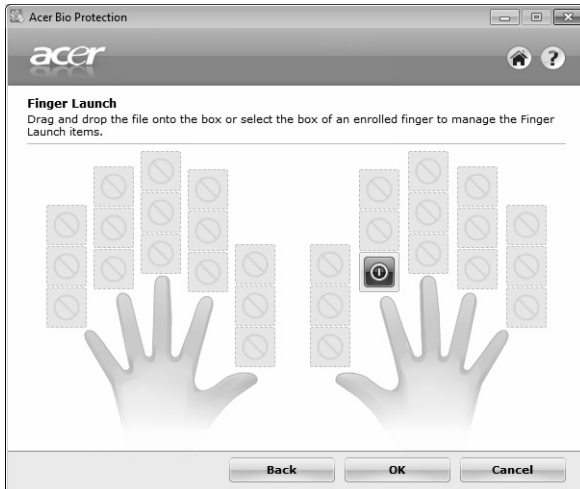 Acer Bio Protection
acer
?
Finger Launch
Drag and drop the file onto the box or select the box of an enrolled finger to manage the Finger
Launch items.
Back OK Cancel